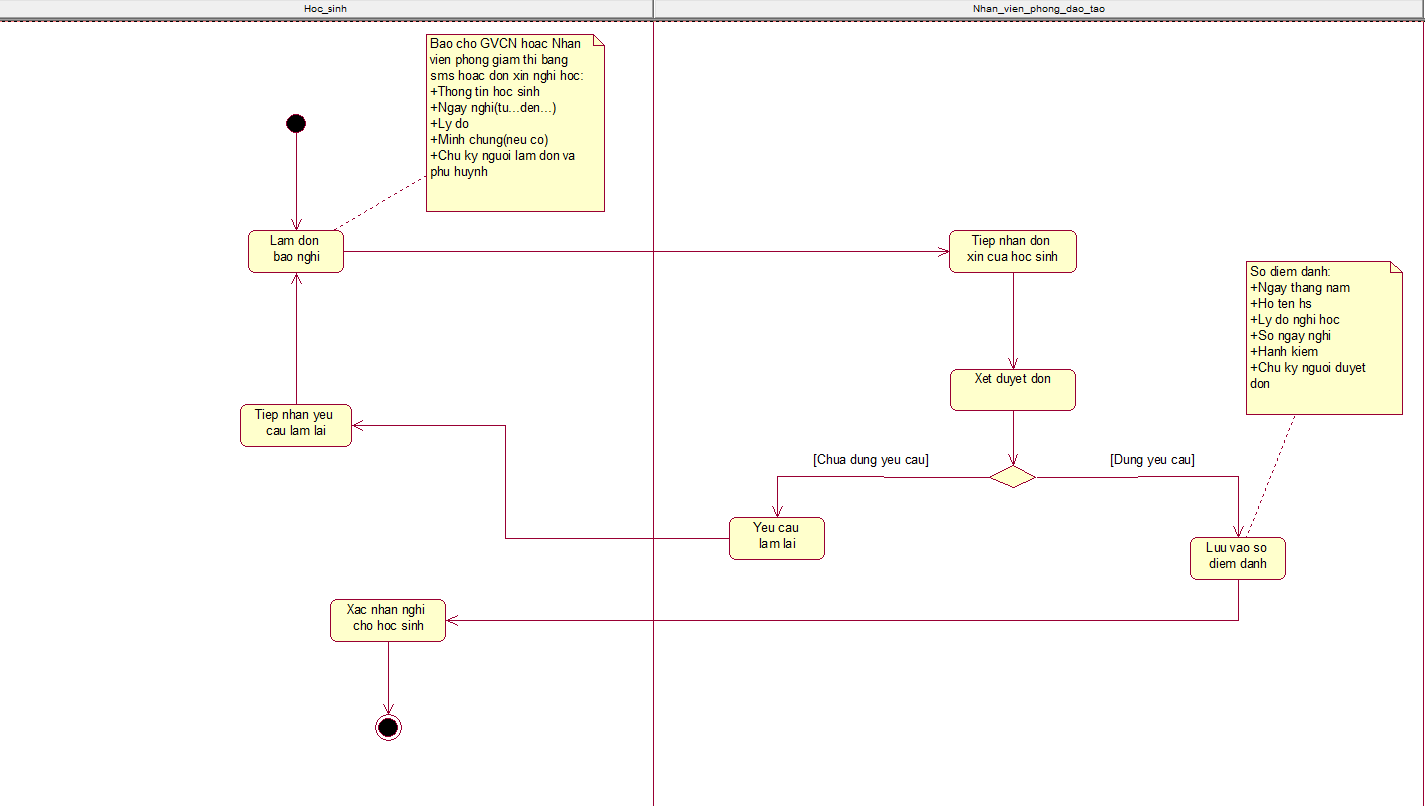 Hoc_sinh
Nhan_vien_phong_dao_tao
Bao cho GVCN hoac Nhan
vien phong giam thi bang
sms hoac don xin nghi hoc:
+Thong tin hoc sinh
+Ngay nghi(tu...den...)
+Ly do
+Minh chung(neu co)
+Chu ky nguoi lam don va
phu huynh
Lam don
bao nghi
Tiep nhan don
xin cua hoc sinh
So diem danh:
+Ngay thang nam
+Ho ten hs
+Ly do nghi hoc
+So ngay nghi
+Hanh kiem
+Chu ky nguoi duyet
don
Xet duyet don
Tiep nhan yeu
cau lam lai
[Chua dung yeu cau]
[Dung yeu cau]
Yeu cau
lam lai
Luu vao so
diem danh
Xac nhan nghi
cho hoc sinh